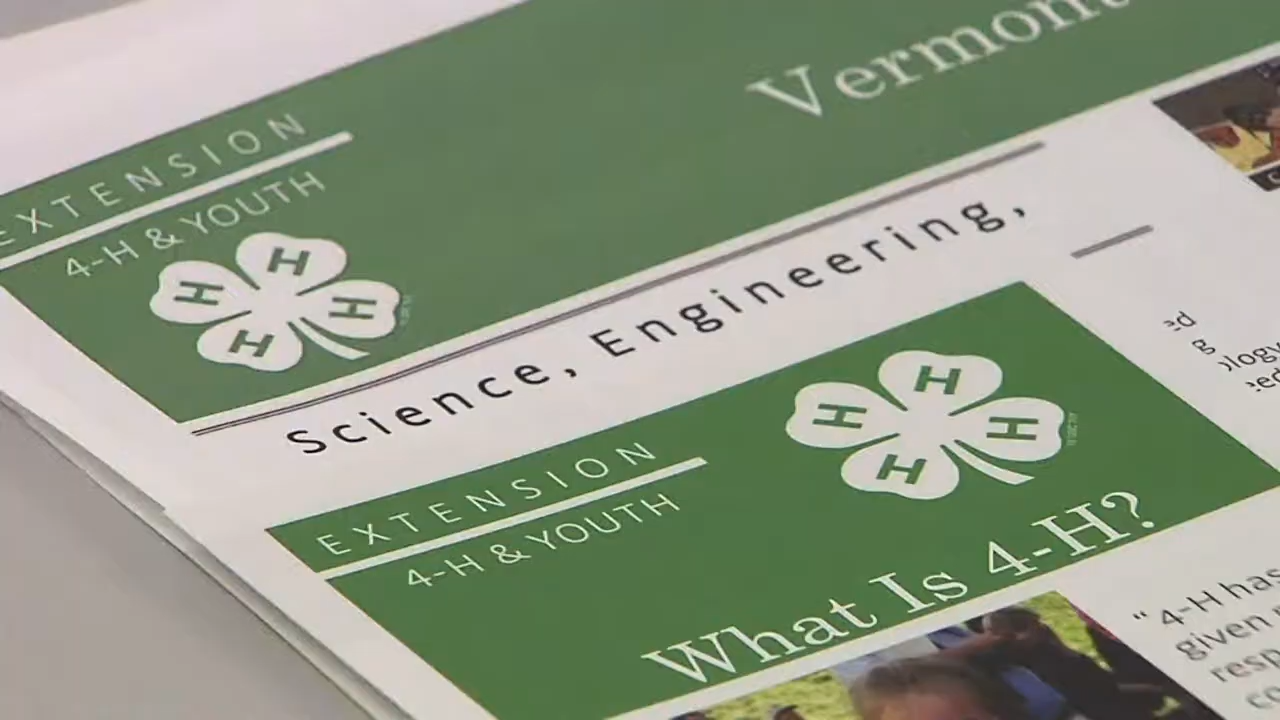 Vermont
EXTENSION
4-H & YOUTH
H H H H
Science, Engineering,
EXTENSION
4-H & YOUTH
H H H H
What Is 4-H?
“ 4-H has
given